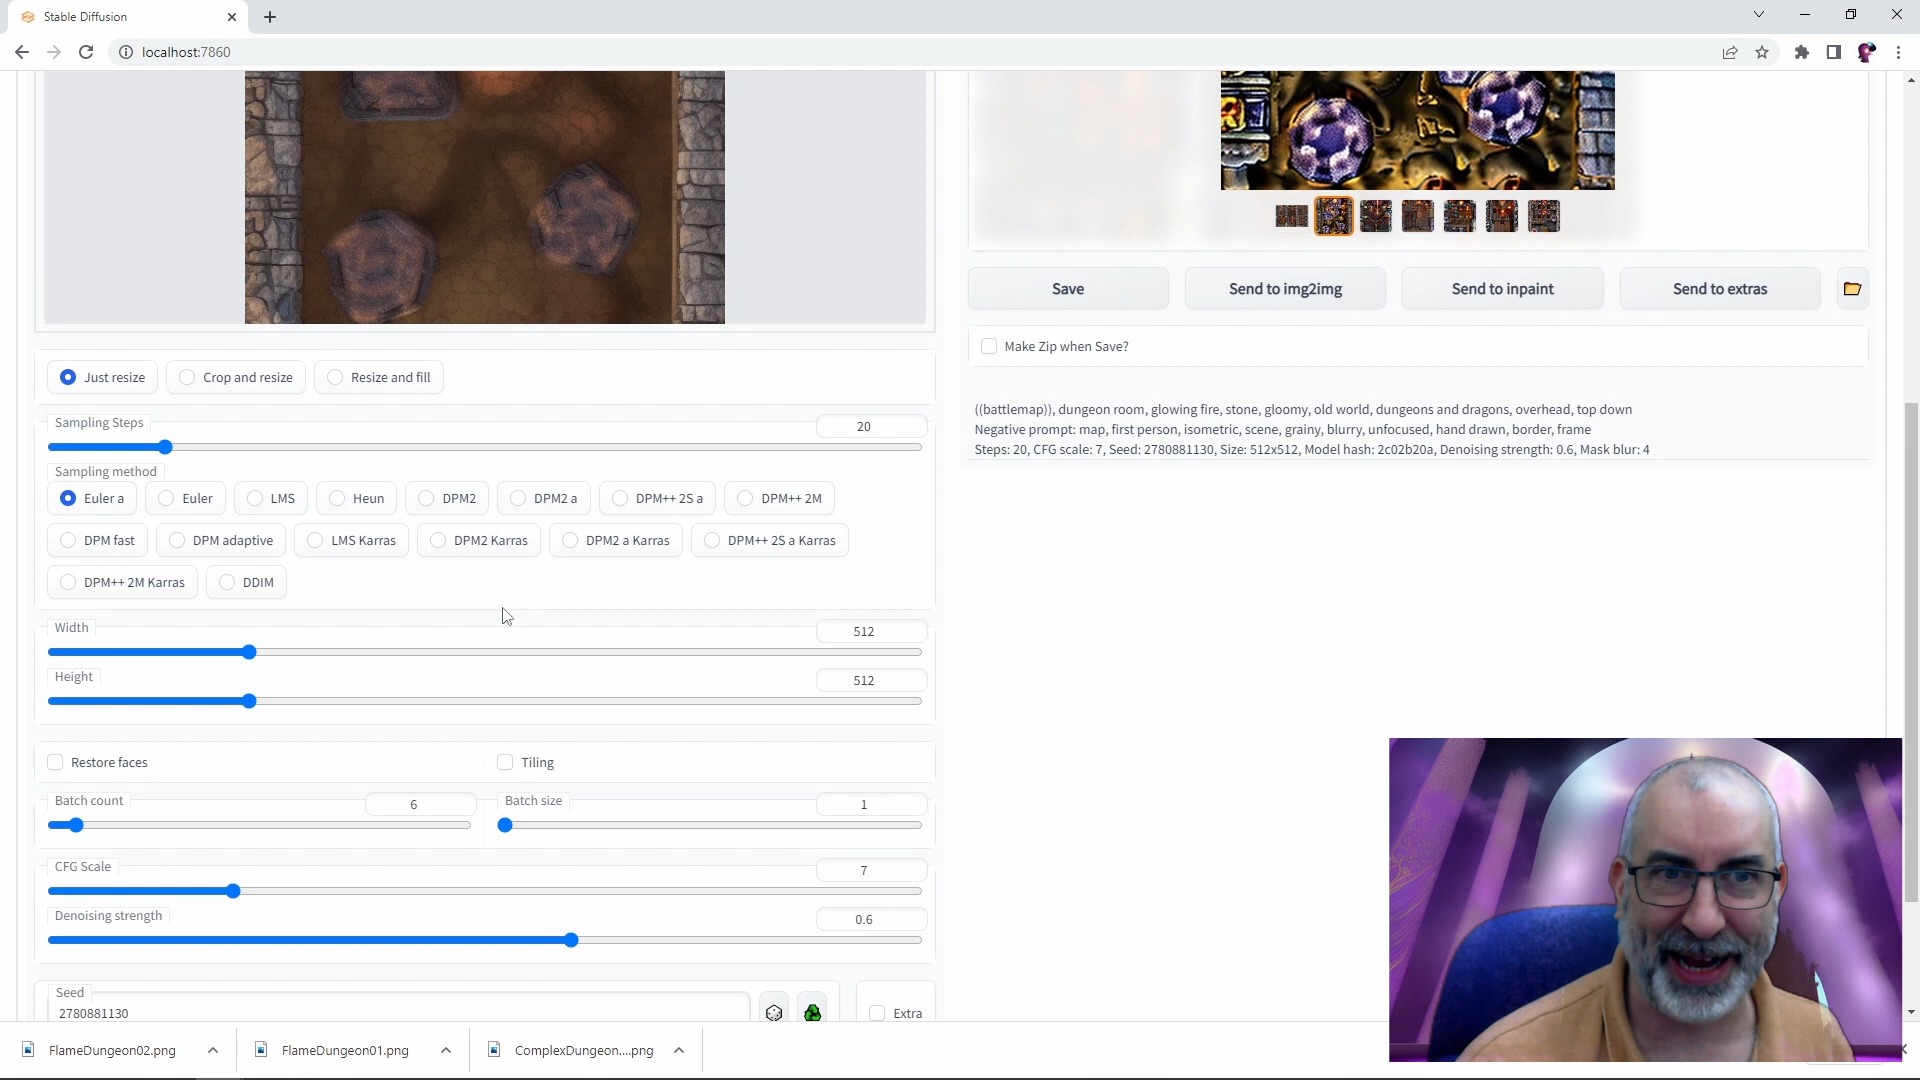 Stable Diffusion
localhost:7860
Save
Send to img2img
Send to inpaint
Send to extras
Make Zip when Save?
((battlemap)), dungeon room, glowing fire, stone, gloomy, old world, dungeons and dragons, overhead, top down
Negative prompt: map, first person, isometric, scene, grainy, blurry, unfocused, hand drawn, border, frame
Steps: 20, CFG scale: 7, Seed: 2780881130, Size: 512x512, Model hash: 2c02b20a, Denoising strength: 0.6, Mask blur: 4
Just resize
Crop and resize
Resize and fill
Sampling Steps
20
Sampling method
Euler a
Euler
LMS
Heun
DPM2
DPM2 a
DPM++ 2S a
DPM++ 2M
DPM fast
DPM adaptive
LMS Karras
DPM2 Karras
DPM2 a Karras
DPM++ 2S a Karras
DPM++ 2M Karras
DDIM
Width
512
Height
512
Restore faces
Tiling
Batch count
6
Batch size
1
CFG Scale
7
Denoising strength
0.6
Seed
2780881130
Extra
FlameDungeon02.png
FlameDungeon01.png
ComplexDungeon....png